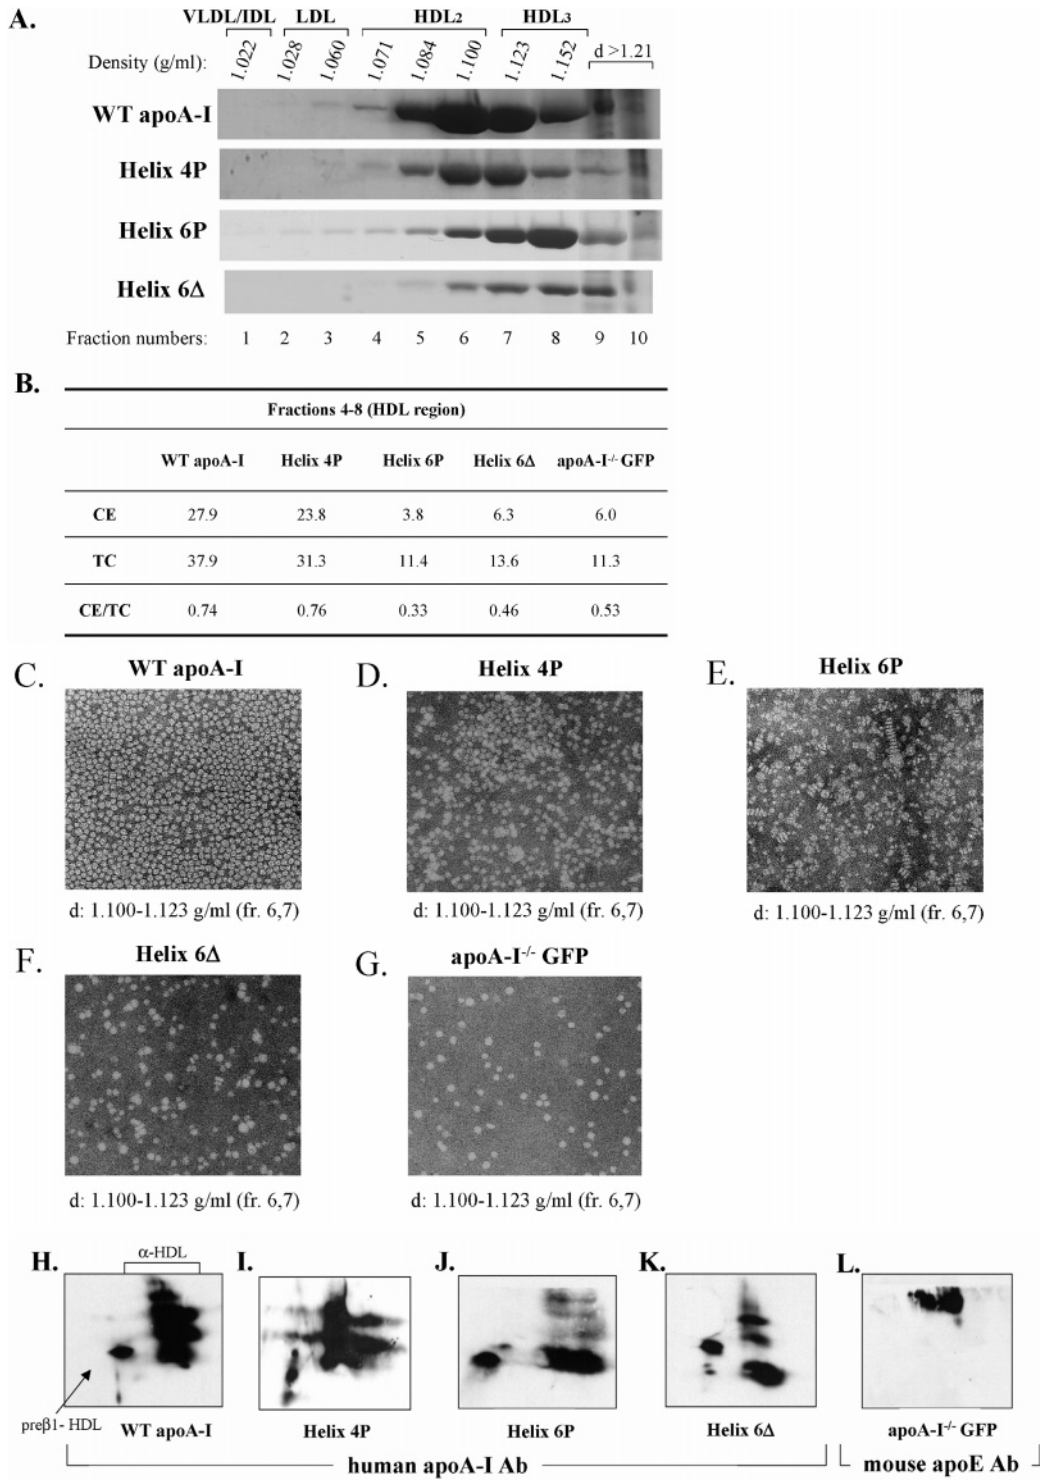 A.
VLDL/IDL LDL HDL2 HDL3
Density (g/ml): 1.022 1.028 1.060 1.071 1.084 1.100 1.123 1.152 d >1.21
WT apoA-I
Helix 4P
Helix 6P
Helix 6Δ
Fraction numbers: 1 2 3 4 5 6 7 8 9 10
B.
Fractions 4-8 (HDL region)
WT apoA-I Helix 4P Helix 6P Helix 6Δ apoA-I-/- GFP
CE 27.9 23.8 3.8 6.3 6.0
TC 37.9 31.3 11.4 13.6 11.3
CE/TC 0.74 0.76 0.33 0.46 0.53
C. WT apoA-I D. Helix 4P E. Helix 6P
d: 1.100-1.123 g/ml (fr. 6,7) d: 1.100-1.123 g/ml (fr. 6,7) d: 1.100-1.123 g/ml (fr. 6,7)
F. Helix 6Δ G. apoA-I-/- GFP
d: 1.100-1.123 g/ml (fr. 6,7) d: 1.100-1.123 g/ml (fr. 6,7)
H. α-HDL I. J. K. L.
preβ1- HDL
WT apoA-I Helix 4P Helix 6P Helix 6Δ apoA-I-/- GFP
human apoA-I Ab mouse apoE Ab